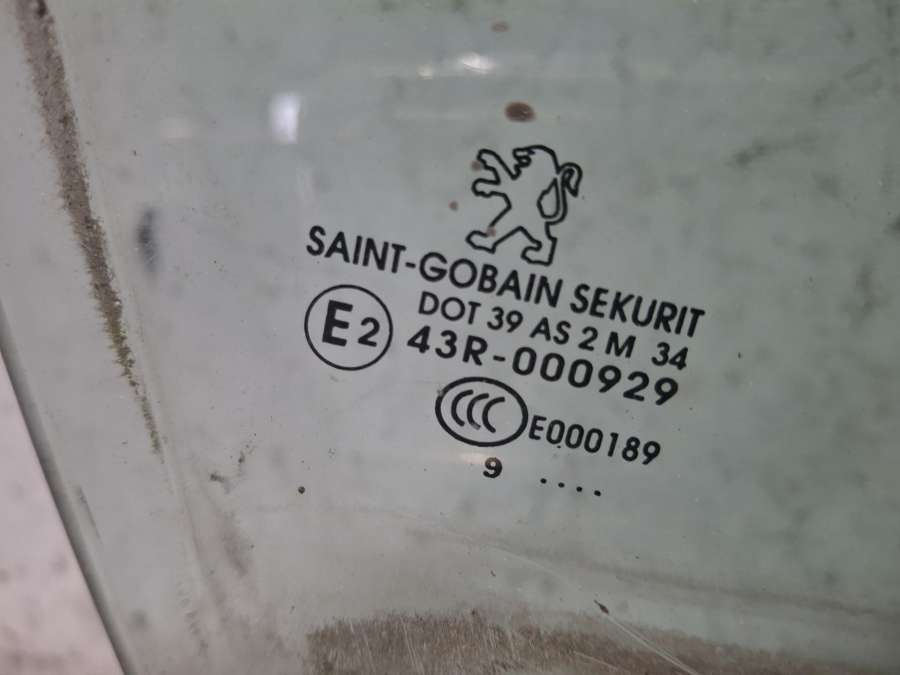 SAINT-GOBAIN SEKURIT
DOT 39 AS 2 M 34
E2 43R-000929
CCC E000189
9 ....